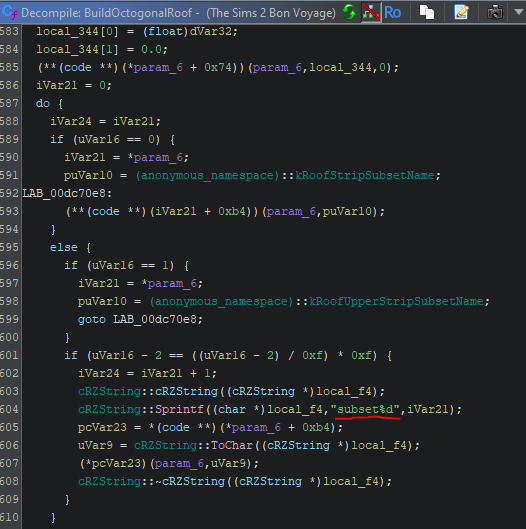 Decompile: BuildOctogonalRoof - (The Sims 2 Bon Voyage)
Ro
583 local_344[0] = (float)dVar32;
584 local_344[1] = 0.0;
585 (**(code **)(*param_6 + 0x74))(param_6,local_344,0);
586 iVar21 = 0;
587 do {
588 iVar24 = iVar21;
589 if (uVar16 == 0) {
590 iVar21 = *param_6;
591 puVar10 = (anonymous_namespace)::kRoofStripSubsetName;
592 LAB_00dc70e8:
593 (**(code **)(iVar21 + 0xb4))(param_6,puVar10);
594 }
595 else {
596 if (uVar16 == 1) {
597 iVar21 = *param_6;
598 puVar10 = (anonymous_namespace)::kRoofUpperStripSubsetName;
599 goto LAB_00dc70e8;
600 }
601 if (uVar16 - 2 == ((uVar16 - 2) / 0xf) * 0xf) {
602 iVar24 = iVar21 + 1;
603 cRZString::cRZString((cRZString *)local_f4);
604 cRZString::Sprintf((char *)local_f4,"subset%d",iVar21);
605 pcVar23 = *(code **)(*param_6 + 0xb4);
606 uVar9 = cRZString::ToChar((cRZString *)local_f4);
607 (*pcVar23)(param_6,uVar9);
608 cRZString::~cRZString((cRZString *)local_f4);
609 }
610 }